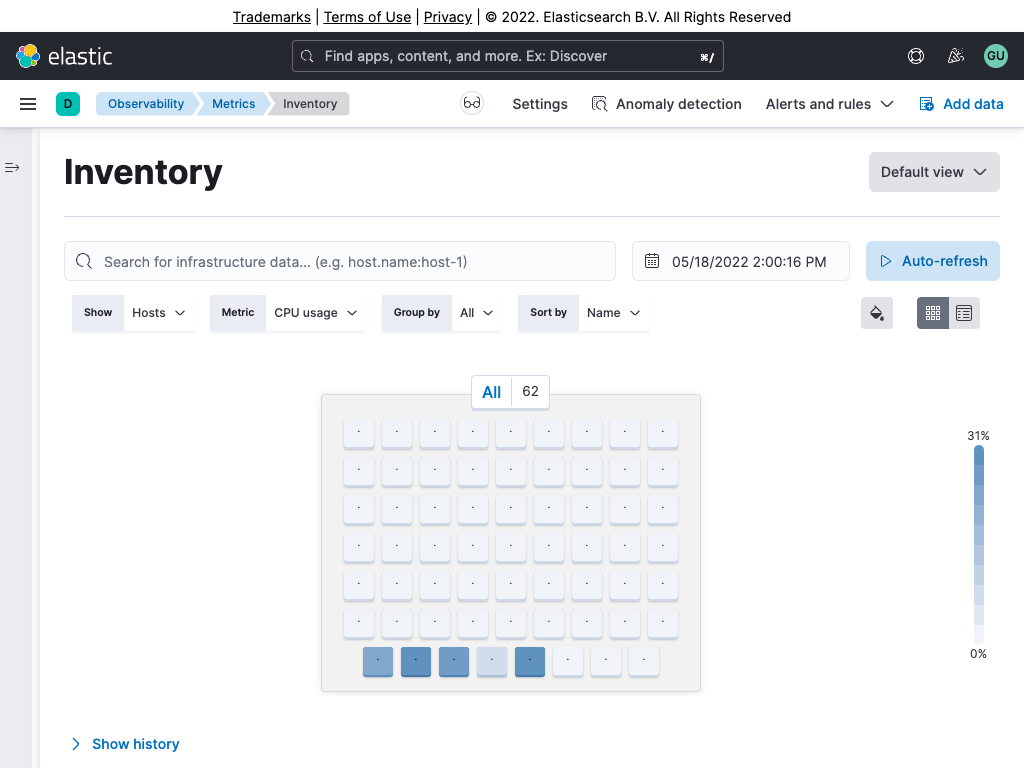 Trademarks | Terms of Use | Privacy | © 2022. Elasticsearch B.V. All Rights Reserved
elastic
Find apps, content, and more. Ex: Discover ⌘/
GU
D
Observability Metrics Inventory
Settings
Anomaly detection
Alerts and rules
Add data
Inventory
Default view
Search for infrastructure data... (e.g. host.name:host-1)
05/18/2022 2:00:16 PM
Auto-refresh
Show Hosts
Metric CPU usage
Group by All
Sort by Name
All 62
31%
0%
Show history